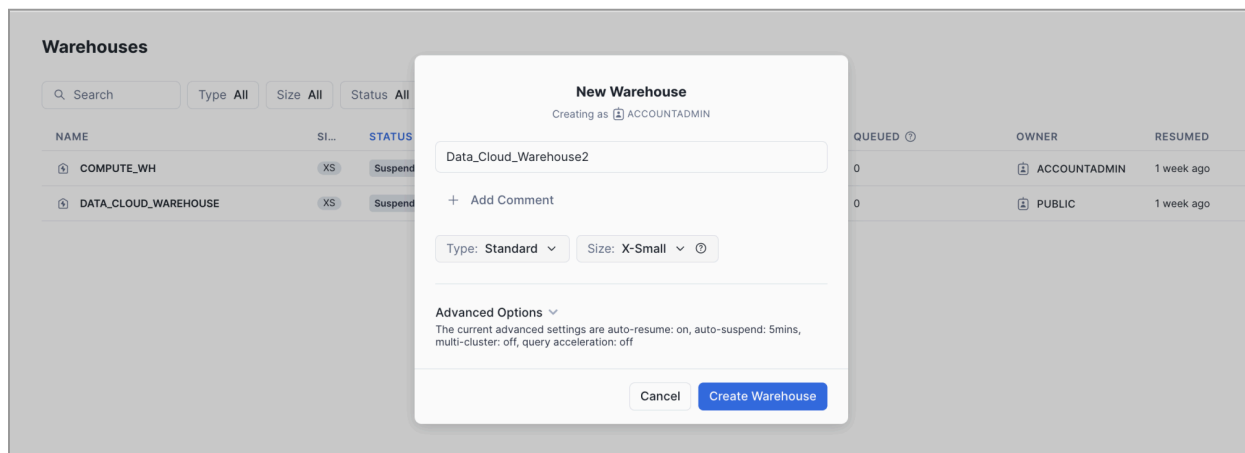 Warehouses
Search
Type All
Size All
Status All
NAME
SI...
STATUS
QUEUED
OWNER
RESUMED
COMPUTE_WH
XS
Suspend
0
ACCOUNTADMIN
1 week ago
DATA_CLOUD_WAREHOUSE
XS
Suspend
0
PUBLIC
1 week ago
New Warehouse
Creating as ACCOUNTADMIN
Data_Cloud_Warehouse2
+ Add Comment
Type: Standard
Size: X-Small
Advanced Options
The current advanced settings are auto-resume: on, auto-suspend: 5mins,
multi-cluster: off, query acceleration: off
Cancel
Create Warehouse